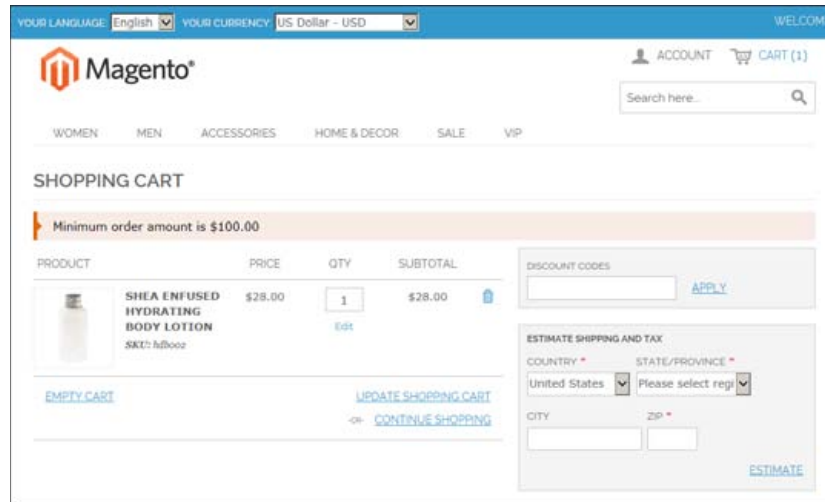 YOUR LANGUAGE: English YOUR CURRENCY: US Dollar - USD WELCOM
Magento®
ACCOUNT CART (1)
Search here...
WOMEN MEN ACCESSORIES HOME & DECOR SALE VIP
SHOPPING CART
Minimum order amount is $100.00
PRODUCT PRICE QTY SUBTOTAL
SHEA ENFUSED $28.00 1 $28.00
HYDRATING
BODY LOTION
Edit
SKU: hdb002
EMPTY CART UPDATE SHOPPING CART
-OR- CONTINUE SHOPPING
DISCOUNT CODES
APPLY
ESTIMATE SHIPPING AND TAX
COUNTRY * STATE/PROVINCE *
United States Please select regi
CITY ZIP *
ESTIMATE